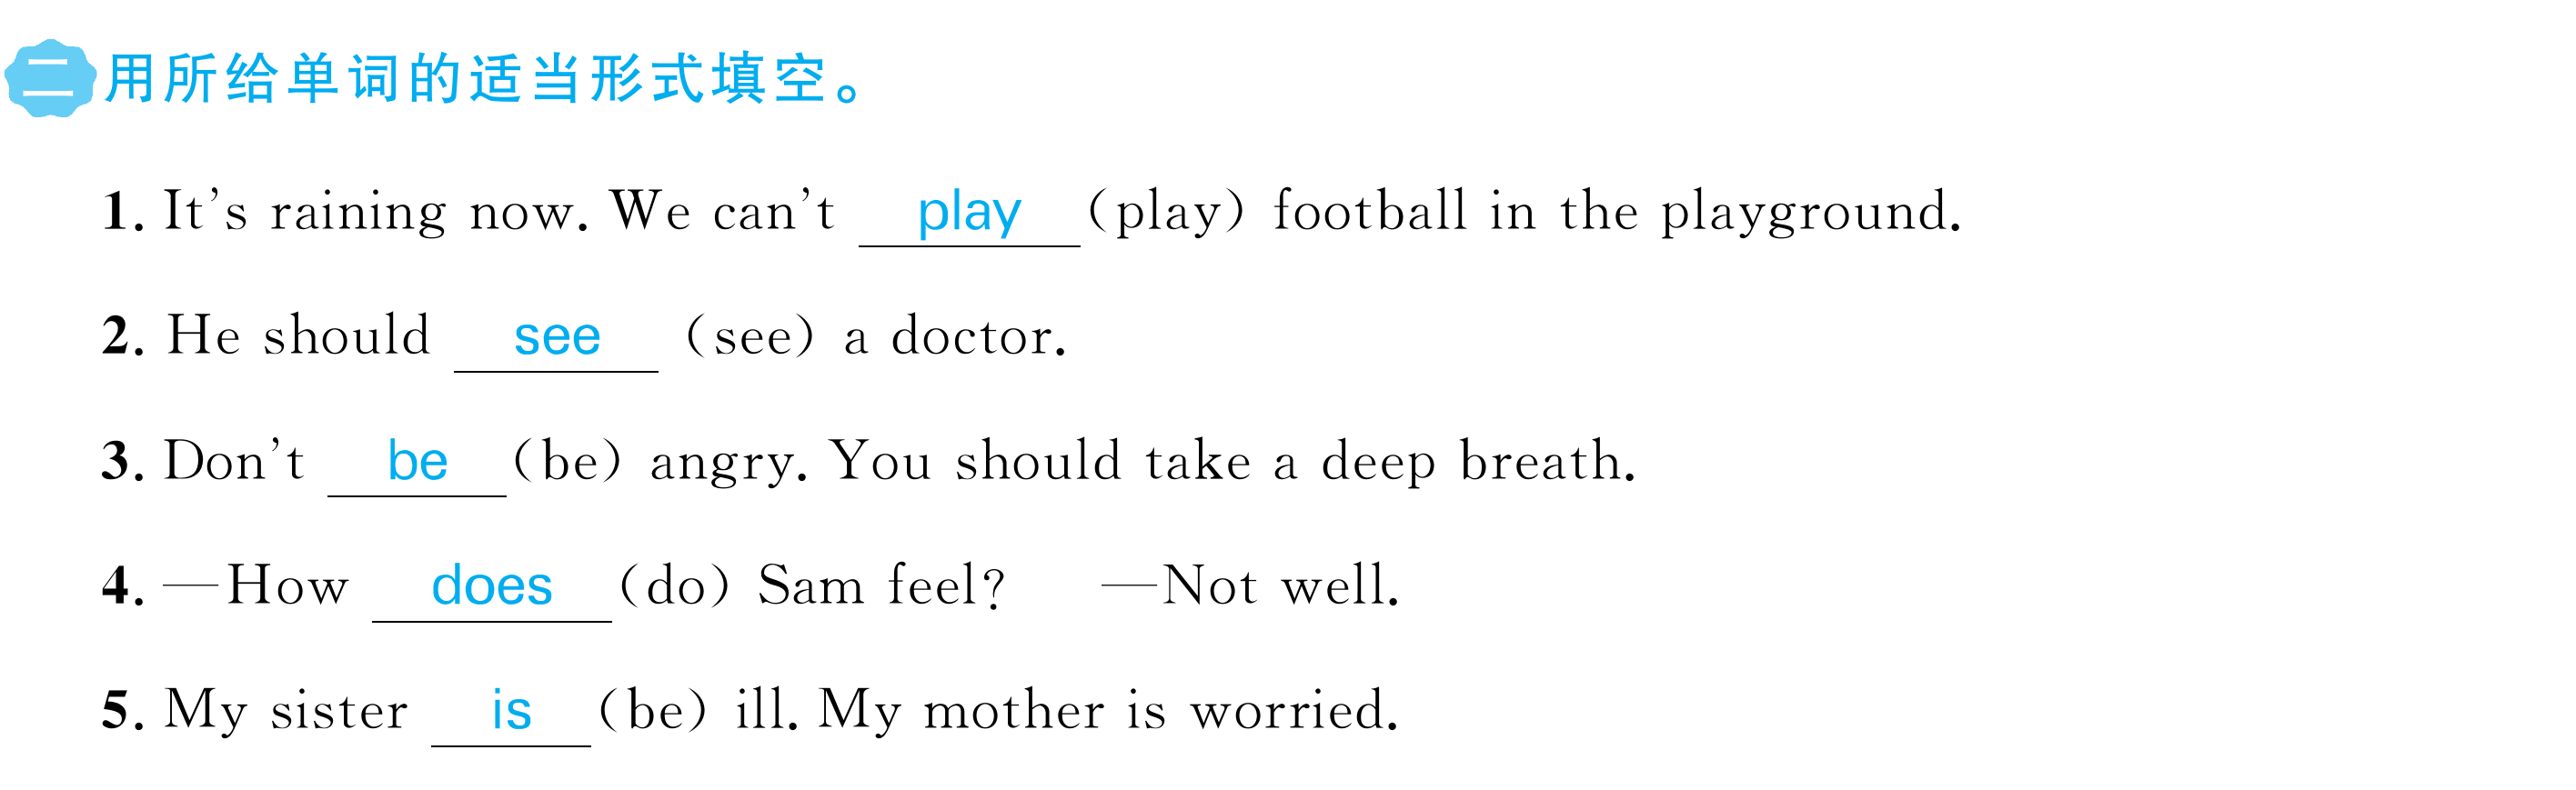 二 用所给单词的适当形式填空。
1. It's raining now. We can't play (play) football in the playground.
2. He should see (see) a doctor.
3. Don't be (be) angry. You should take a deep breath.
4. —How does (do) Sam feel? —Not well.
5. My sister is (be) ill. My mother is worried.